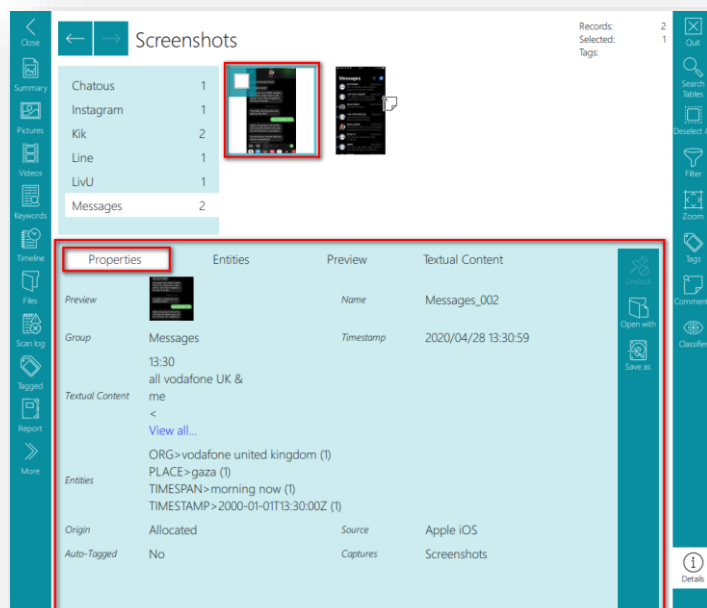 Close
Summary
Pictures
Videos
Keywords
Timeline
Files
Scan log
Tagged
Report
More
Screenshots
Records: 2
Selected: 1
Tags:
Chatous 1
Instagram 1
Kik 2
Line 1
LivU 1
Messages 2
Messages
Properties Entities Preview Textual Content
Preview
Name Messages_002
Group Messages
Timestamp 2020/04/28 13:30:59
Textual Content
13:30
all vodafone UK &
me
<
View all...
Entities
ORG>vodafone united kingdom (1)
PLACE>gaza (1)
TIMESPAN>morning now (1)
TIMESTAMP>2000-01-01T13:30:00Z (1)
Origin Allocated
Source Apple iOS
Auto-Tagged No
Captures Screenshots
Undock
Open with
Save as
Quit
Search
Tables
Deselect A
Filter
Zoom
Tags
Comment
Classifier
Details